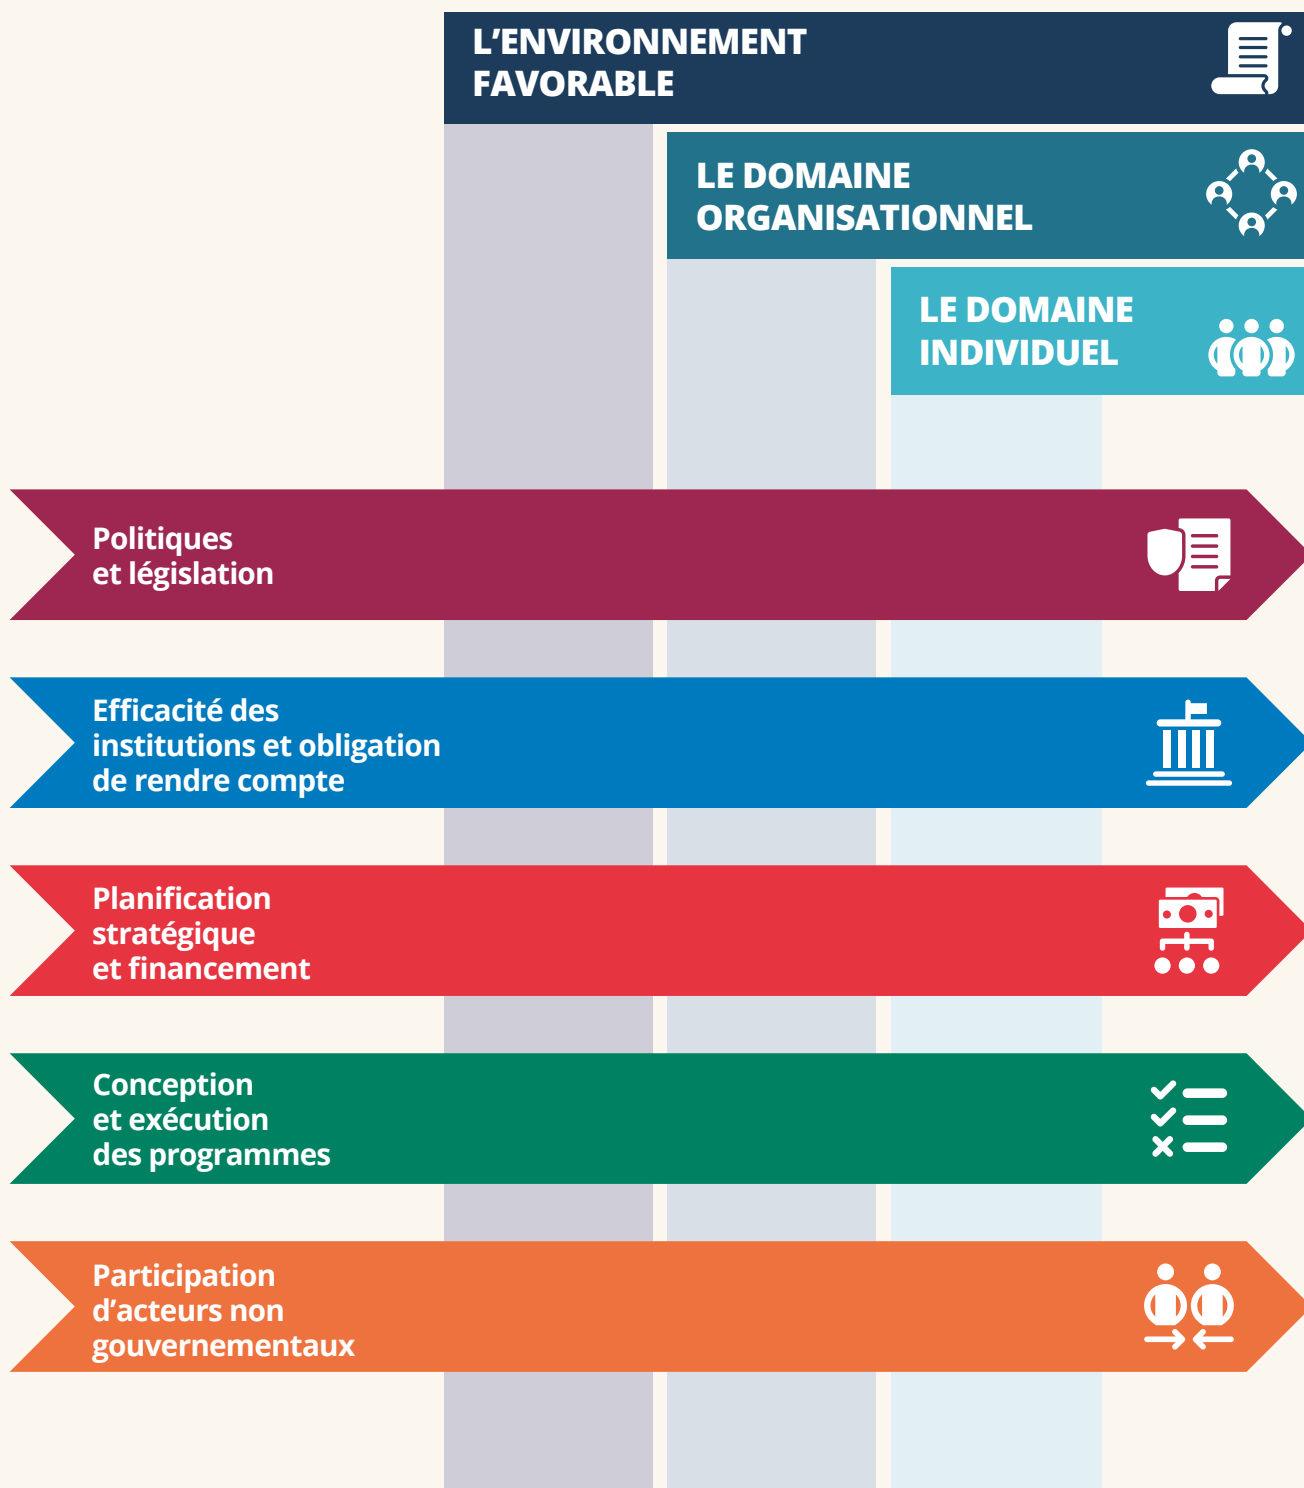 L’ENVIRONNEMENT
FAVORABLE
LE DOMAINE
ORGANISATIONNEL
LE DOMAINE
INDIVIDUEL
Politiques
et législation
Efficacité des
institutions et obligation
de rendre compte
Planification
stratégique
et financement
Conception
et exécution
des programmes
Participation
d’acteurs non
gouvernementaux